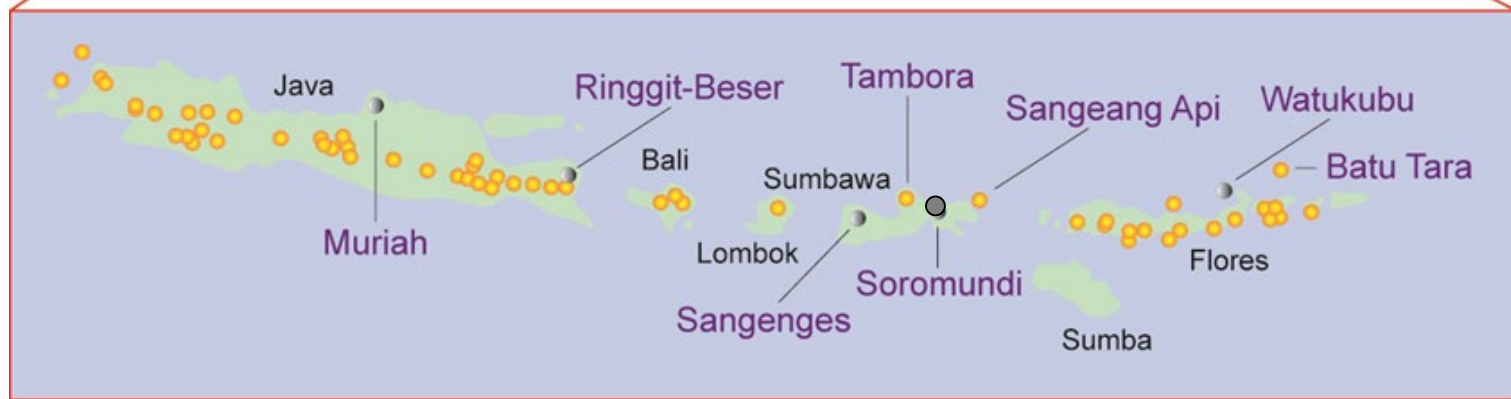 Java
Ringgit-Beser
Tambora
Sangeang Api
Watukubu
Bali
Sumbawa
Batu Tara
Muriah
Lombok
Flores
Soromundi
Sangenges
Sumba